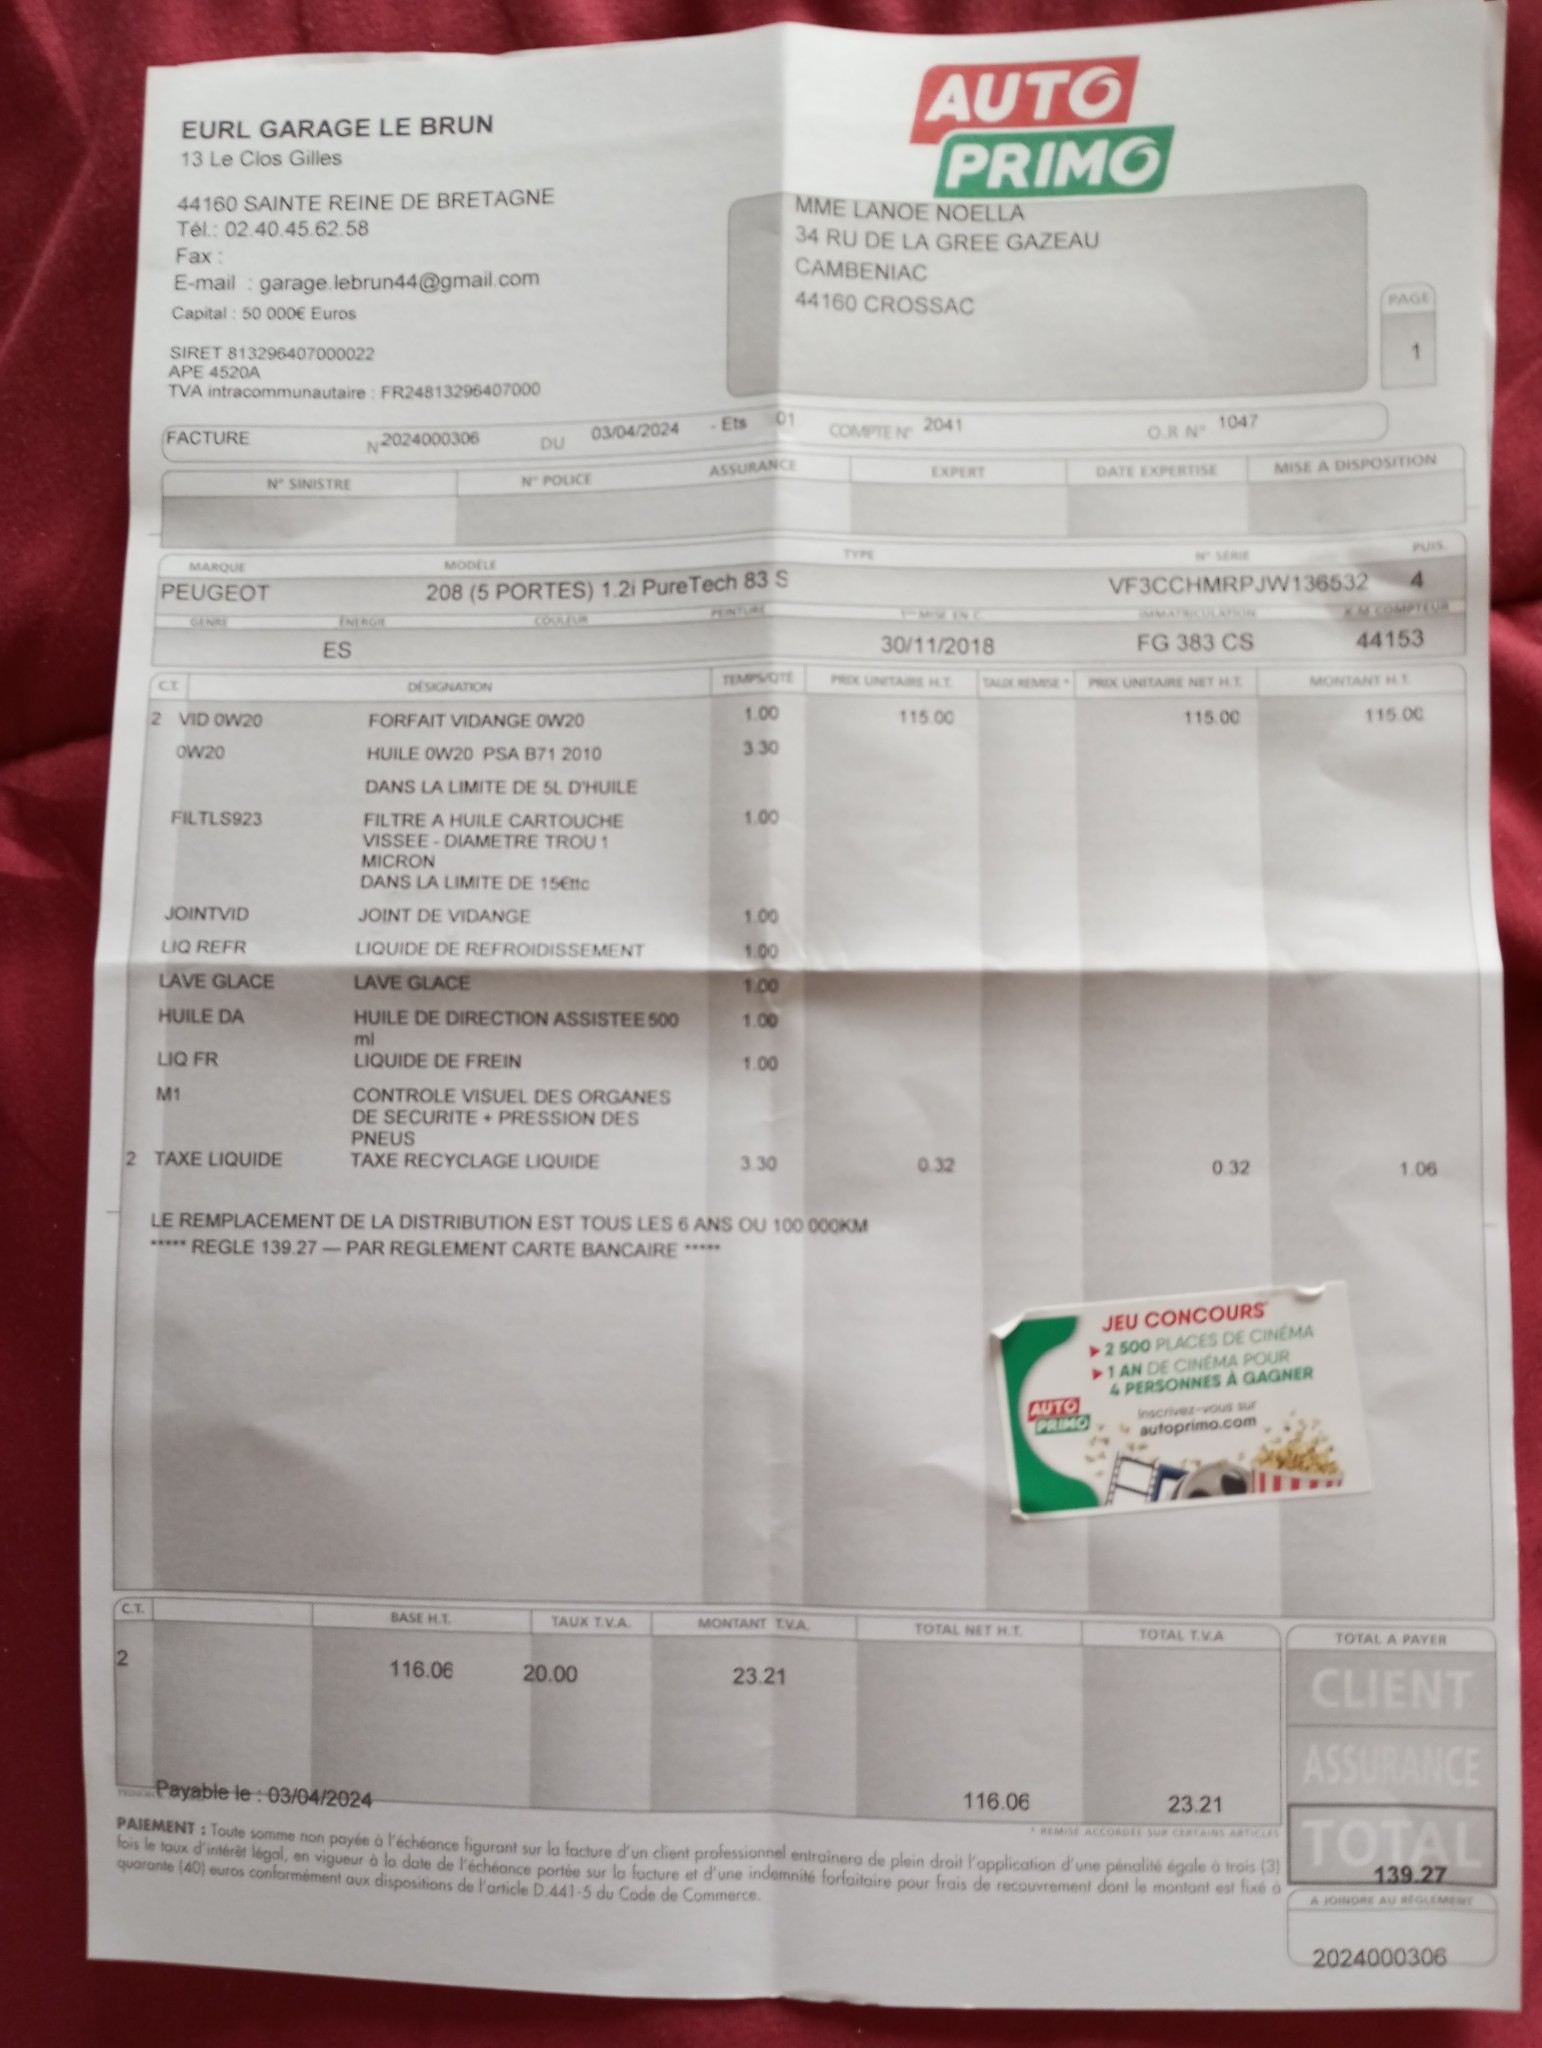 AUTO
PRIMO
EURL GARAGE LE BRUN
13 Le Clos Gilles
44160 SAINTE REINE DE BRETAGNE
Tél.: 02.40.45.62.58
Fax :
E-mail : garage.lebrun44@gmail.com
Capital : 50 000€ Euros
SIRET 813296407000022
APE 4520A
TVA intracommunautaire : FR24813296407000
MME LANOE NOELLA
34 RU DE LA GREE GAZEAU
CAMBENIAC
44160 CROSSAC
PAGE
1
FACTURE N°2024000306 DU 03/04/2024 - Ets 01 COMPTE N° 2041 O.R N° 1047
N° SINISTRE N° POLICE ASSURANCE EXPERT DATE EXPERTISE MISE A DISPOSITION
MARQUE MODÈLE TYPE N° SÉRIE PUIS.
PEUGEOT 208 (5 PORTES) 1.2i PureTech 83 S VF3CCHMRPJW136532 4
GENRE ÉNERGIE COULEUR PEINTURE 1ère MISE EN C. IMMATRICULATION K.M COMPTEUR
ES 30/11/2018 FG 383 CS 44153
C.T. DÉSIGNATION TEMPS/QTÉ PRIX UNITAIRE H.T. TAUX REMISE * PRIX UNITAIRE NET H.T. MONTANT H.T.
2 VID 0W20 FORFAIT VIDANGE 0W20 1.00 115.00 115.00 115.00
0W20 HUILE 0W20 PSA B71 2010 3.30
DANS LA LIMITE DE 5L D'HUILE
FILTLS923 FILTRE A HUILE CARTOUCHE 1.00
VISSEE - DIAMETRE TROU 1
MICRON
DANS LA LIMITE DE 15€ttc
JOINTVID JOINT DE VIDANGE 1.00
LIQ REFR LIQUIDE DE REFROIDISSEMENT 1.00
LAVE GLACE LAVE GLACE 1.00
HUILE DA HUILE DE DIRECTION ASSISTEE 500 1.00
ml
LIQ FR LIQUIDE DE FREIN 1.00
M1 CONTROLE VISUEL DES ORGANES
DE SECURITE + PRESSION DES
PNEUS
2 TAXE LIQUIDE TAXE RECYCLAGE LIQUIDE 3.30 0.32 0.32 1.06
LE REMPLACEMENT DE LA DISTRIBUTION EST TOUS LES 6 ANS OU 100 000KM
***** REGLE 139.27 — PAR REGLEMENT CARTE BANCAIRE *****
JEU CONCOURS*
2 500 PLACES DE CINÉMA
1 AN DE CINÉMA POUR
4 PERSONNES À GAGNER
AUTO
PRIMO
Inscrivez-vous sur
autoprimo.com
C.T. BASE H.T. TAUX T.V.A. MONTANT T.V.A. TOTAL NET H.T. TOTAL T.V.A TOTAL A PAYER
2 116.06 20.00 23.21
CLIENT
ASSURANCE
Payable le : 03/04/2024 116.06 23.21
* REMISE ACCORDÉE SUR CERTAINS ARTICLES
TOTAL
139.27
PAIEMENT : Toute somme non payée à l'échéance figurant sur la facture d'un client professionnel entraînera de plein droit l'application d'une pénalité égale à trois (3)
fois le taux d'intérêt légal, en vigueur à la date de l'échéance portée sur la facture et d'une indemnité forfaitaire pour frais de recouvrement dont le montant est fixé à
quarante (40) euros conformément aux dispositions de l'article D.441-5 du Code de Commerce.
A JOINDRE AU RÈGLEMENT
2024000306